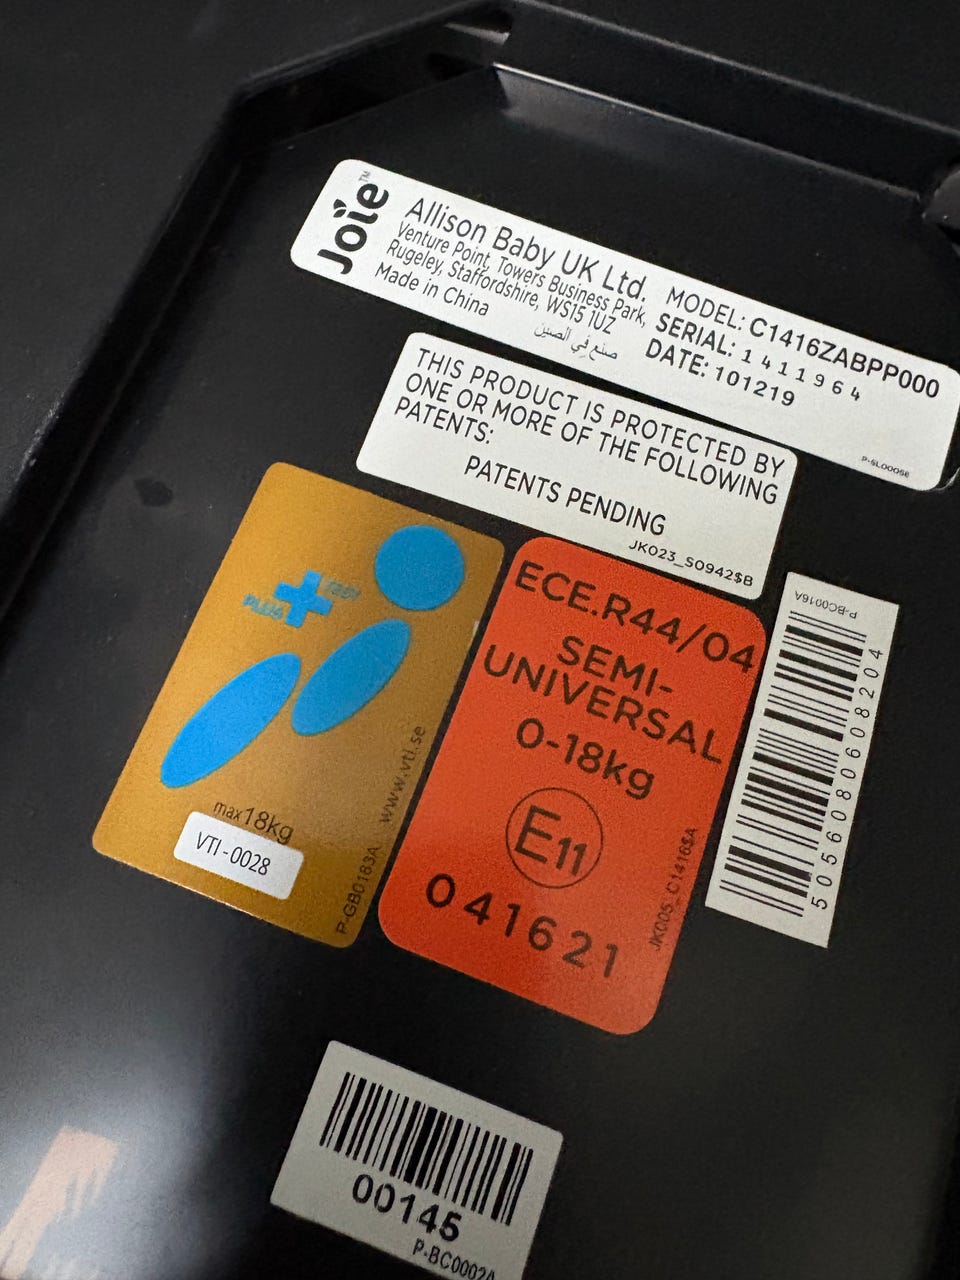 Joie™
Allison Baby UK Ltd.
Venture Point, Towers Business Park,
Rugeley, Staffordshire, WS15 1UZ
Made in China
صنع في الصين
MODEL: C1416ZABPP000
SERIAL: 1411964
DATE: 101219
THIS PRODUCT IS PROTECTED BY
ONE OR MORE OF THE FOLLOWING
PATENTS:
PATENTS PENDING
JK023_S0942$B
PLUS
max 18kg
VTI-0028
www.vti.se
P-GB0183A
ECE.R44/04
SEMI-
UNIVERSAL
0-18kg
E11
041621
JK005_C1416$A
P-BC0016A
5056080608204
00145
P-BC0002A